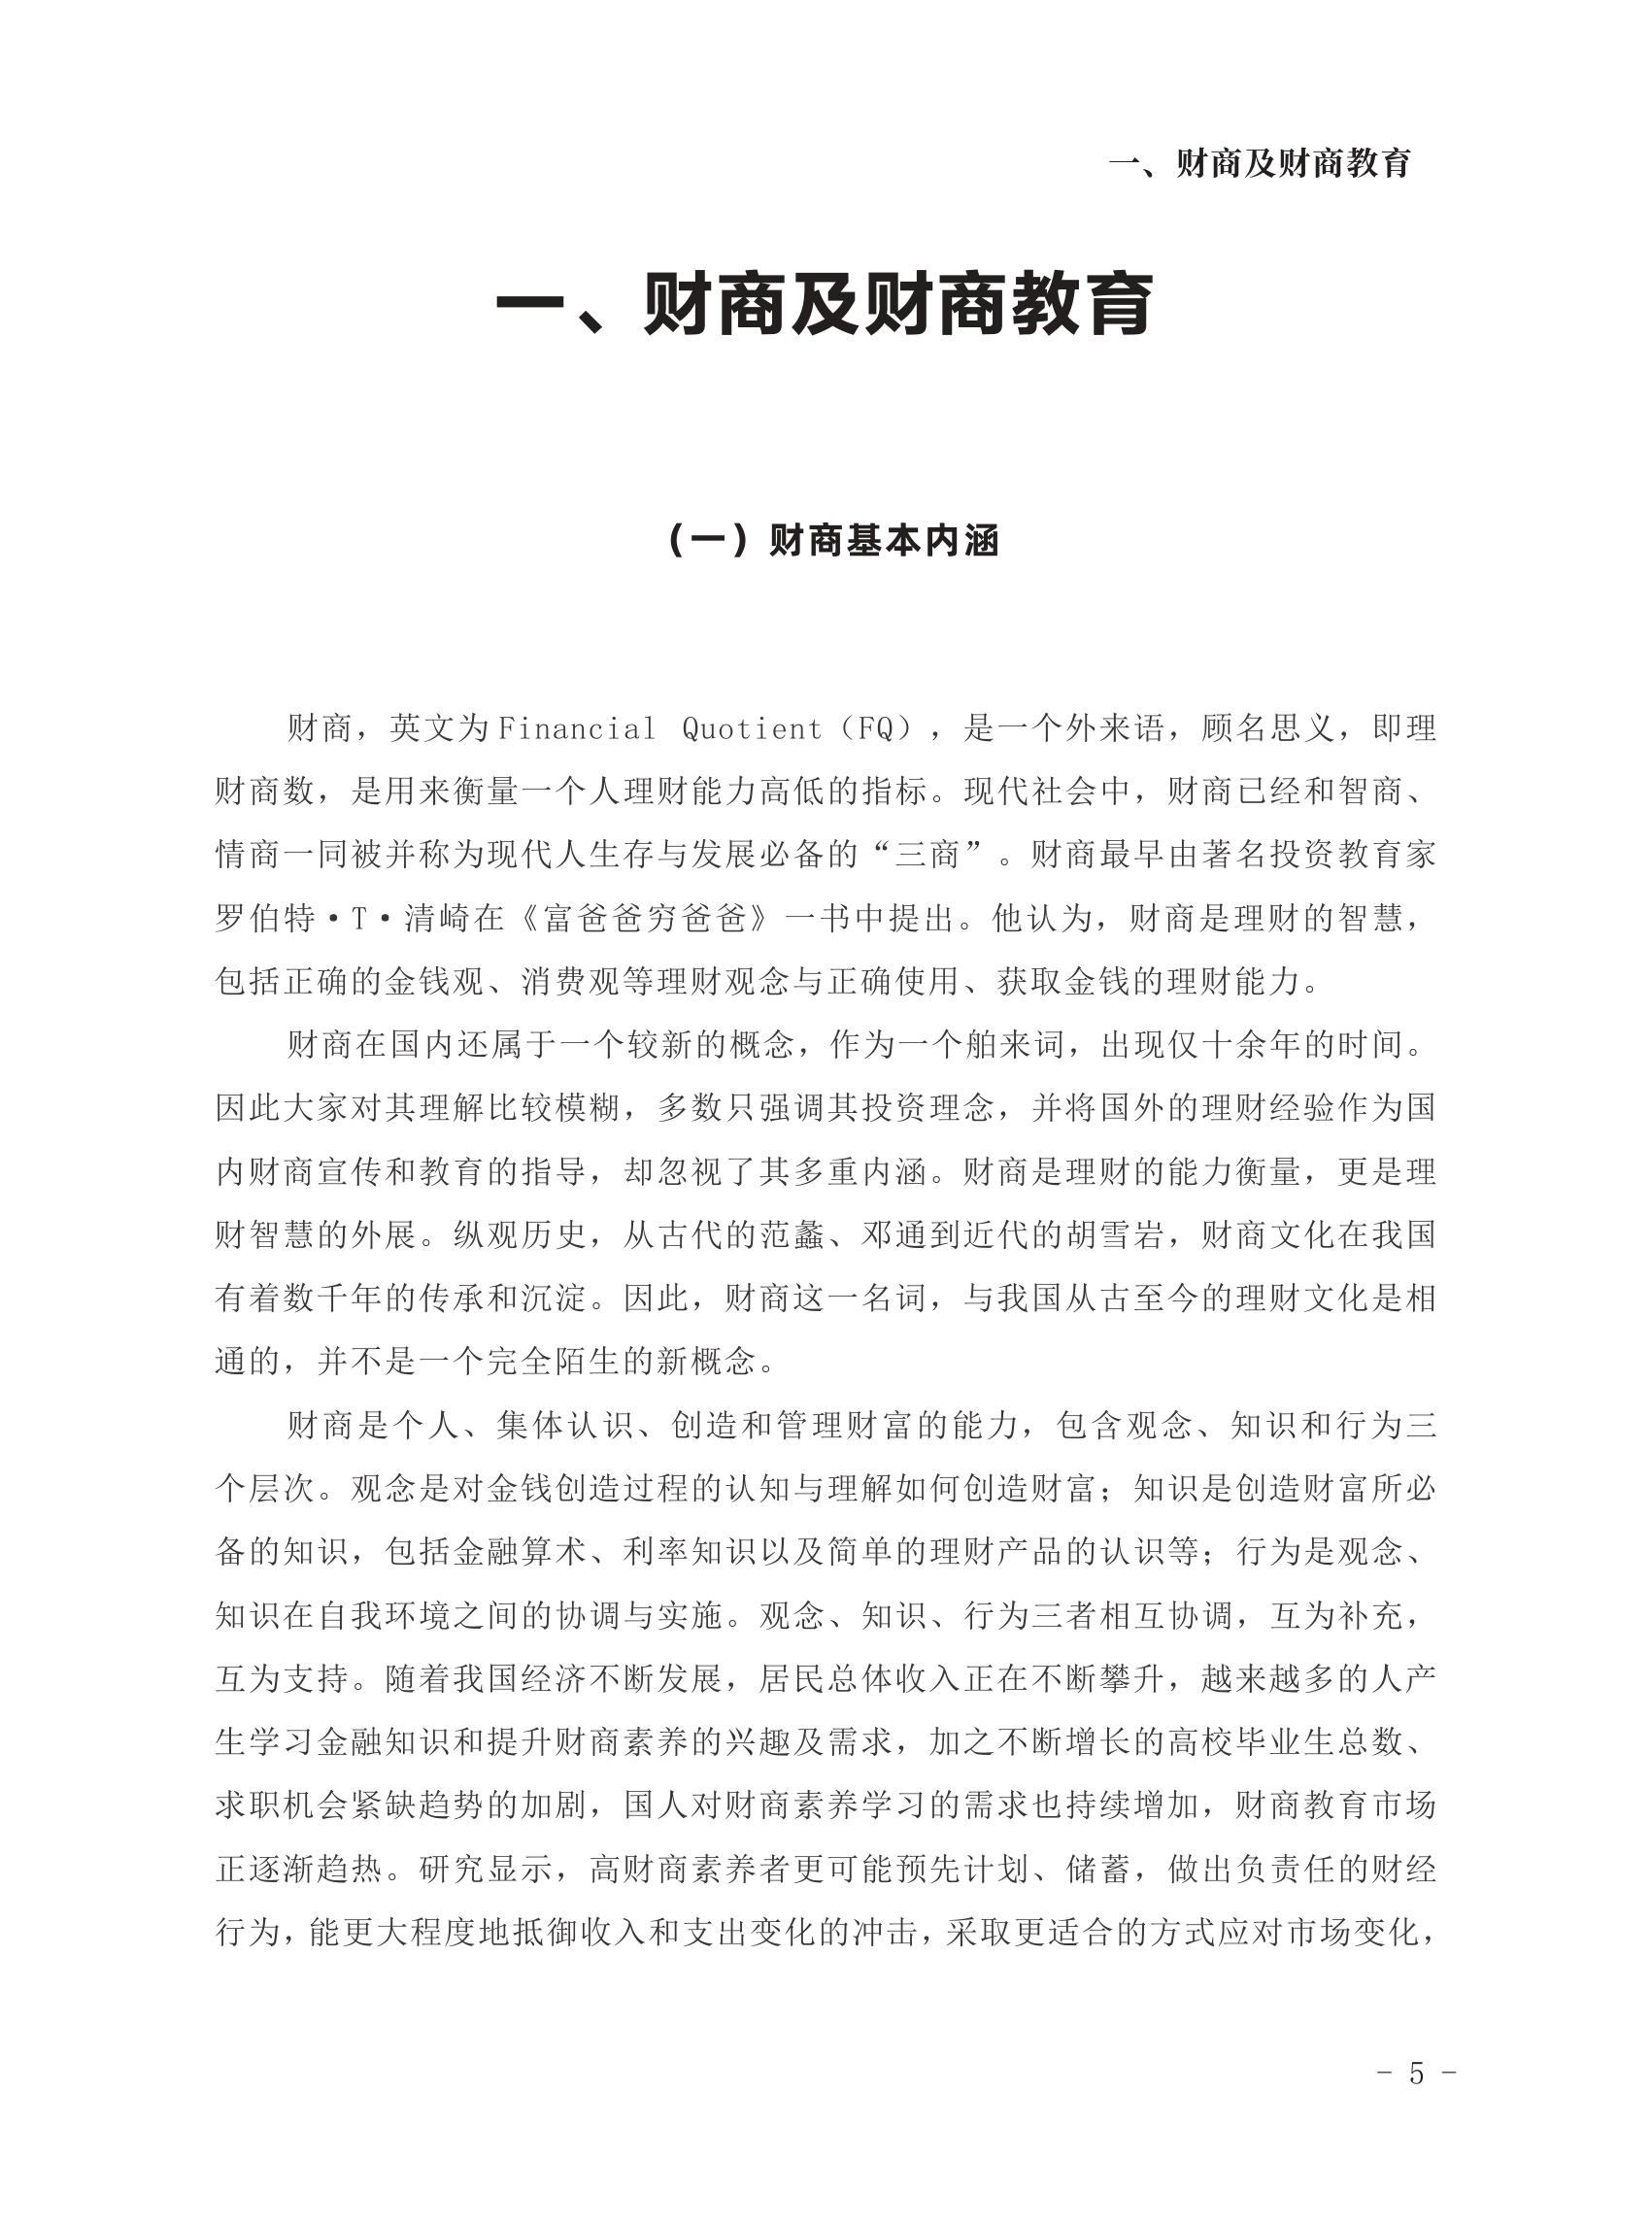 一、财商及财商教育
一、财商及财商教育
（一）财商基本内涵
财商，英文为 Financial Quotient（FQ），是一个外来语，顾名思义，即理
财商数，是用来衡量一个人理财能力高低的指标。现代社会中，财商已经和智商、
情商一同被并称为现代人生存与发展必备的“三商”。财商最早由著名投资教育家
罗伯特·T·清崎在《富爸爸穷爸爸》一书中提出。他认为，财商是理财的智慧，
包括正确的金钱观、消费观等理财观念与正确使用、获取金钱的理财能力。
财商在国内还属于一个较新的概念，作为一个舶来词，出现仅十余年的时间。
因此大家对其理解比较模糊，多数只强调其投资理念，并将国外的理财经验作为国
内财商宣传和教育的指导，却忽视了其多重内涵。财商是理财的能力衡量，更是理
财智慧的外展。纵观历史，从古代的范蠡、邓通到近代的胡雪岩，财商文化在我国
有着数千年的传承和沉淀。因此，财商这一名词，与我国从古至今的理财文化是相
通的，并不是一个完全陌生的新概念。
财商是个人、集体认识、创造和管理财富的能力，包含观念、知识和行为三
个层次。观念是对金钱创造过程的认知与理解如何创造财富；知识是创造财富所必
备的知识，包括金融算术、利率知识以及简单的理财产品的认识等；行为是观念、
知识在自我环境之间的协调与实施。观念、知识、行为三者相互协调，互为补充，
互为支持。随着我国经济不断发展，居民总体收入正在不断攀升，越来越多的人产
生学习金融知识和提升财商素养的兴趣及需求，加之不断增长的高校毕业生总数、
求职机会紧缺趋势的加剧，国人对财商素养学习的需求也持续增加，财商教育市场
正逐渐趋热。研究显示，高财商素养者更可能预先计划、储蓄，做出负责任的财经
行为，能更大程度地抵御收入和支出变化的冲击，采取更适合的方式应对市场变化，
- 5 -